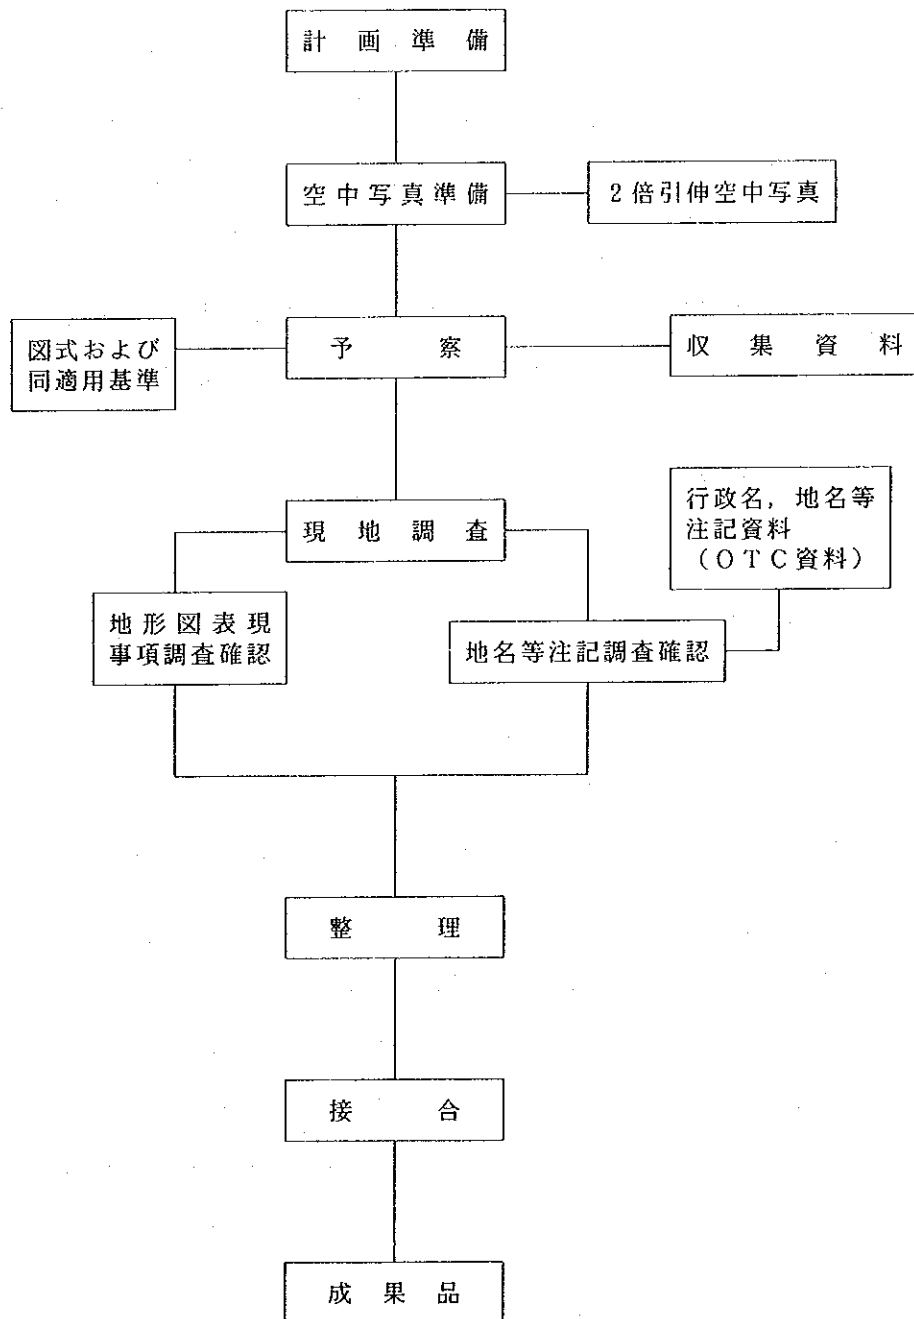 計画準備
空中写真準備
2倍引伸空中写真
図式および
同適用基準
予察
収集資料
現地調査
行政名,地名等
注記資料
(OTC資料)
地形図表現
事項調査確認
地名等注記調査確認
整理
接合
成果品